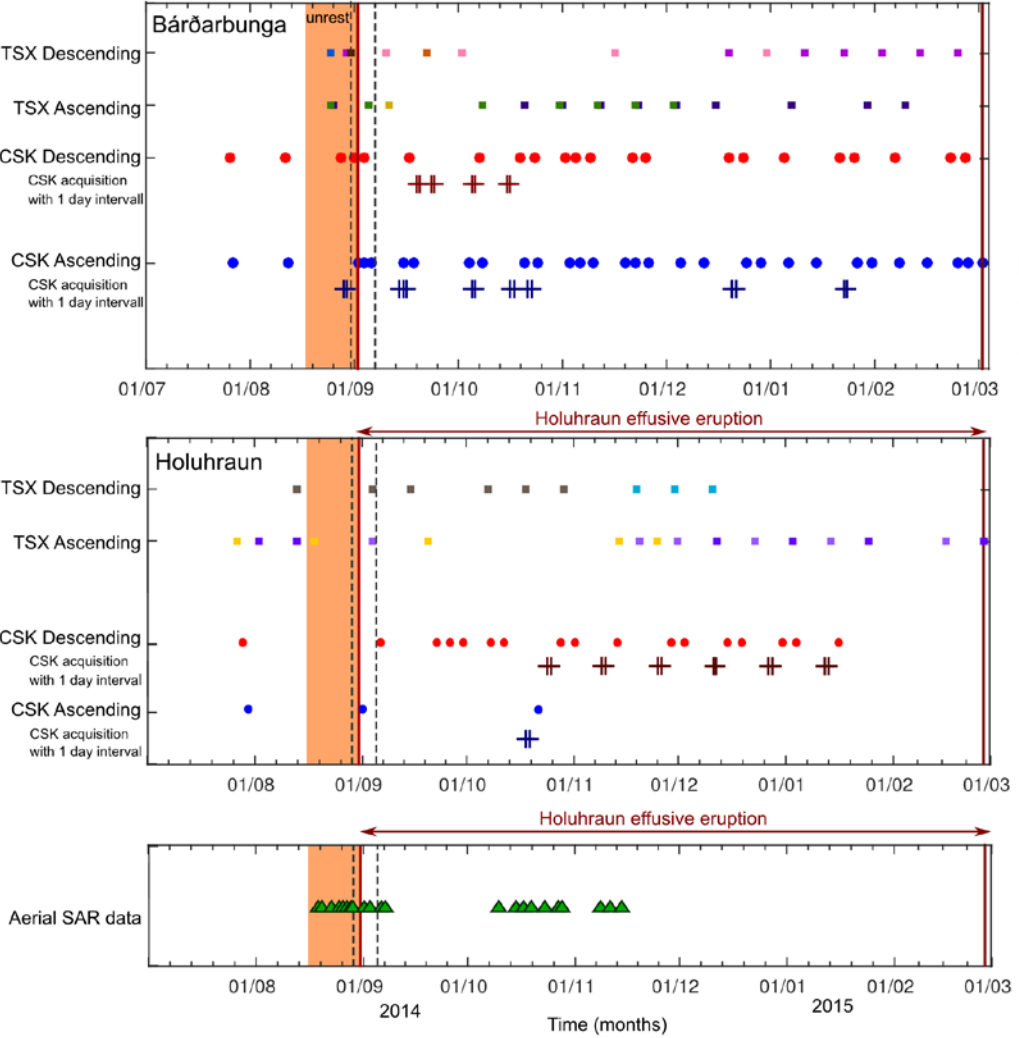 Bárðarbunga
unrest
TSX Descending
TSX Ascending
CSK Descending
CSK acquisition
with 1 day intervall
CSK Ascending
CSK acquisition
with 1 day intervall
01/07 01/08 01/09 01/10 01/11 01/12 01/01 01/02 01/03
Holuhraun effusive eruption
Holuhraun
TSX Descending
TSX Ascending
CSK Descending
CSK acquisition
with 1 day interval
CSK Ascending
CSK acquisition
with 1 day interval
01/08 01/09 01/10 01/11 01/12 01/01 01/02 01/03
Holuhraun effusive eruption
Aerial SAR data
01/08 01/09 01/10 01/11 01/12 01/01 01/02 01/03
2014 2015
Time (months)